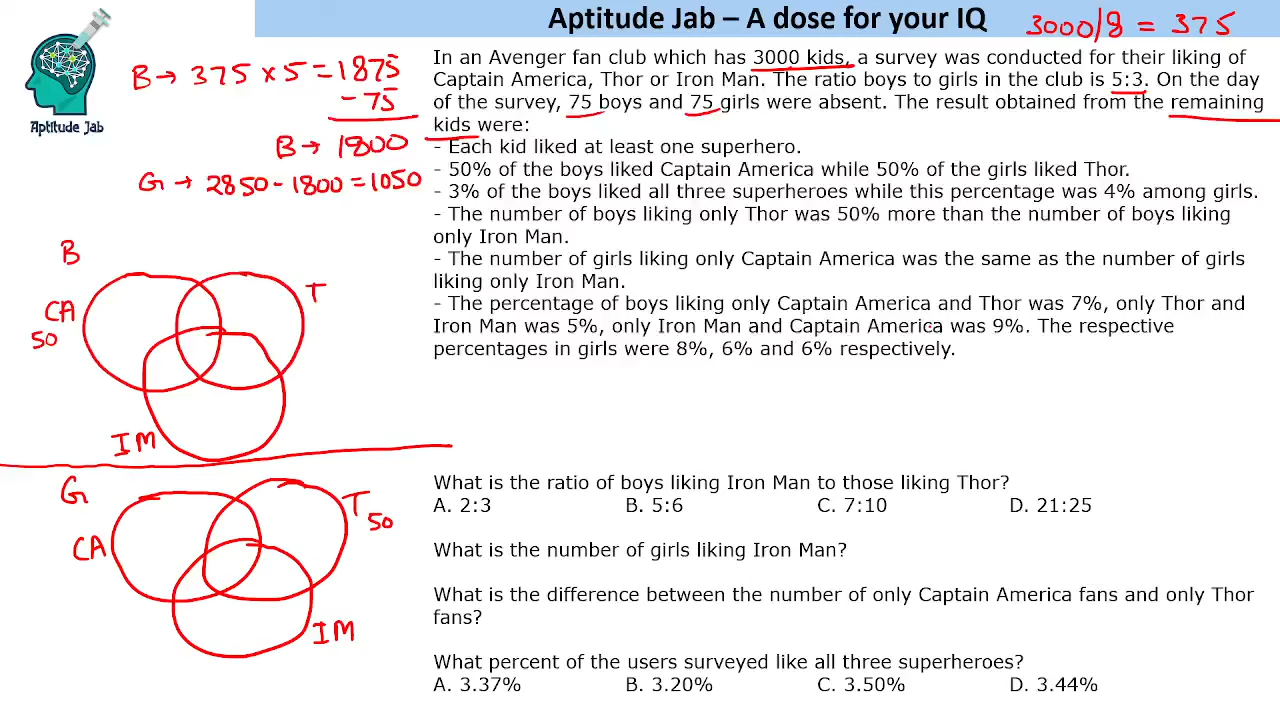 Aptitude Jab – A dose for your IQ
3000/8 = 375
Aptitude Jab
B → 375 × 5 = 1875
- 75
B → 1800
G → 2850 - 1800 = 1050
In an Avenger fan club which has 3000 kids, a survey was conducted for their liking of
Captain America, Thor or Iron Man. The ratio boys to girls in the club is 5:3. On the day
of the survey, 75 boys and 75 girls were absent. The result obtained from the remaining
kids were:
- Each kid liked at least one superhero.
- 50% of the boys liked Captain America while 50% of the girls liked Thor.
- 3% of the boys liked all three superheroes while this percentage was 4% among girls.
- The number of boys liking only Thor was 50% more than the number of boys liking
only Iron Man.
- The number of girls liking only Captain America was the same as the number of girls
liking only Iron Man.
- The percentage of boys liking only Captain America and Thor was 7%, only Thor and
Iron Man was 5%, only Iron Man and Captain America was 9%. The respective
percentages in girls were 8%, 6% and 6% respectively.
B
CA
50
T
IM
G
CA
T
50
IM
What is the ratio of boys liking Iron Man to those liking Thor?
A. 2:3 B. 5:6 C. 7:10 D. 21:25
What is the number of girls liking Iron Man?
What is the difference between the number of only Captain America fans and only Thor
fans?
What percent of the users surveyed like all three superheroes?
A. 3.37% B. 3.20% C. 3.50% D. 3.44%